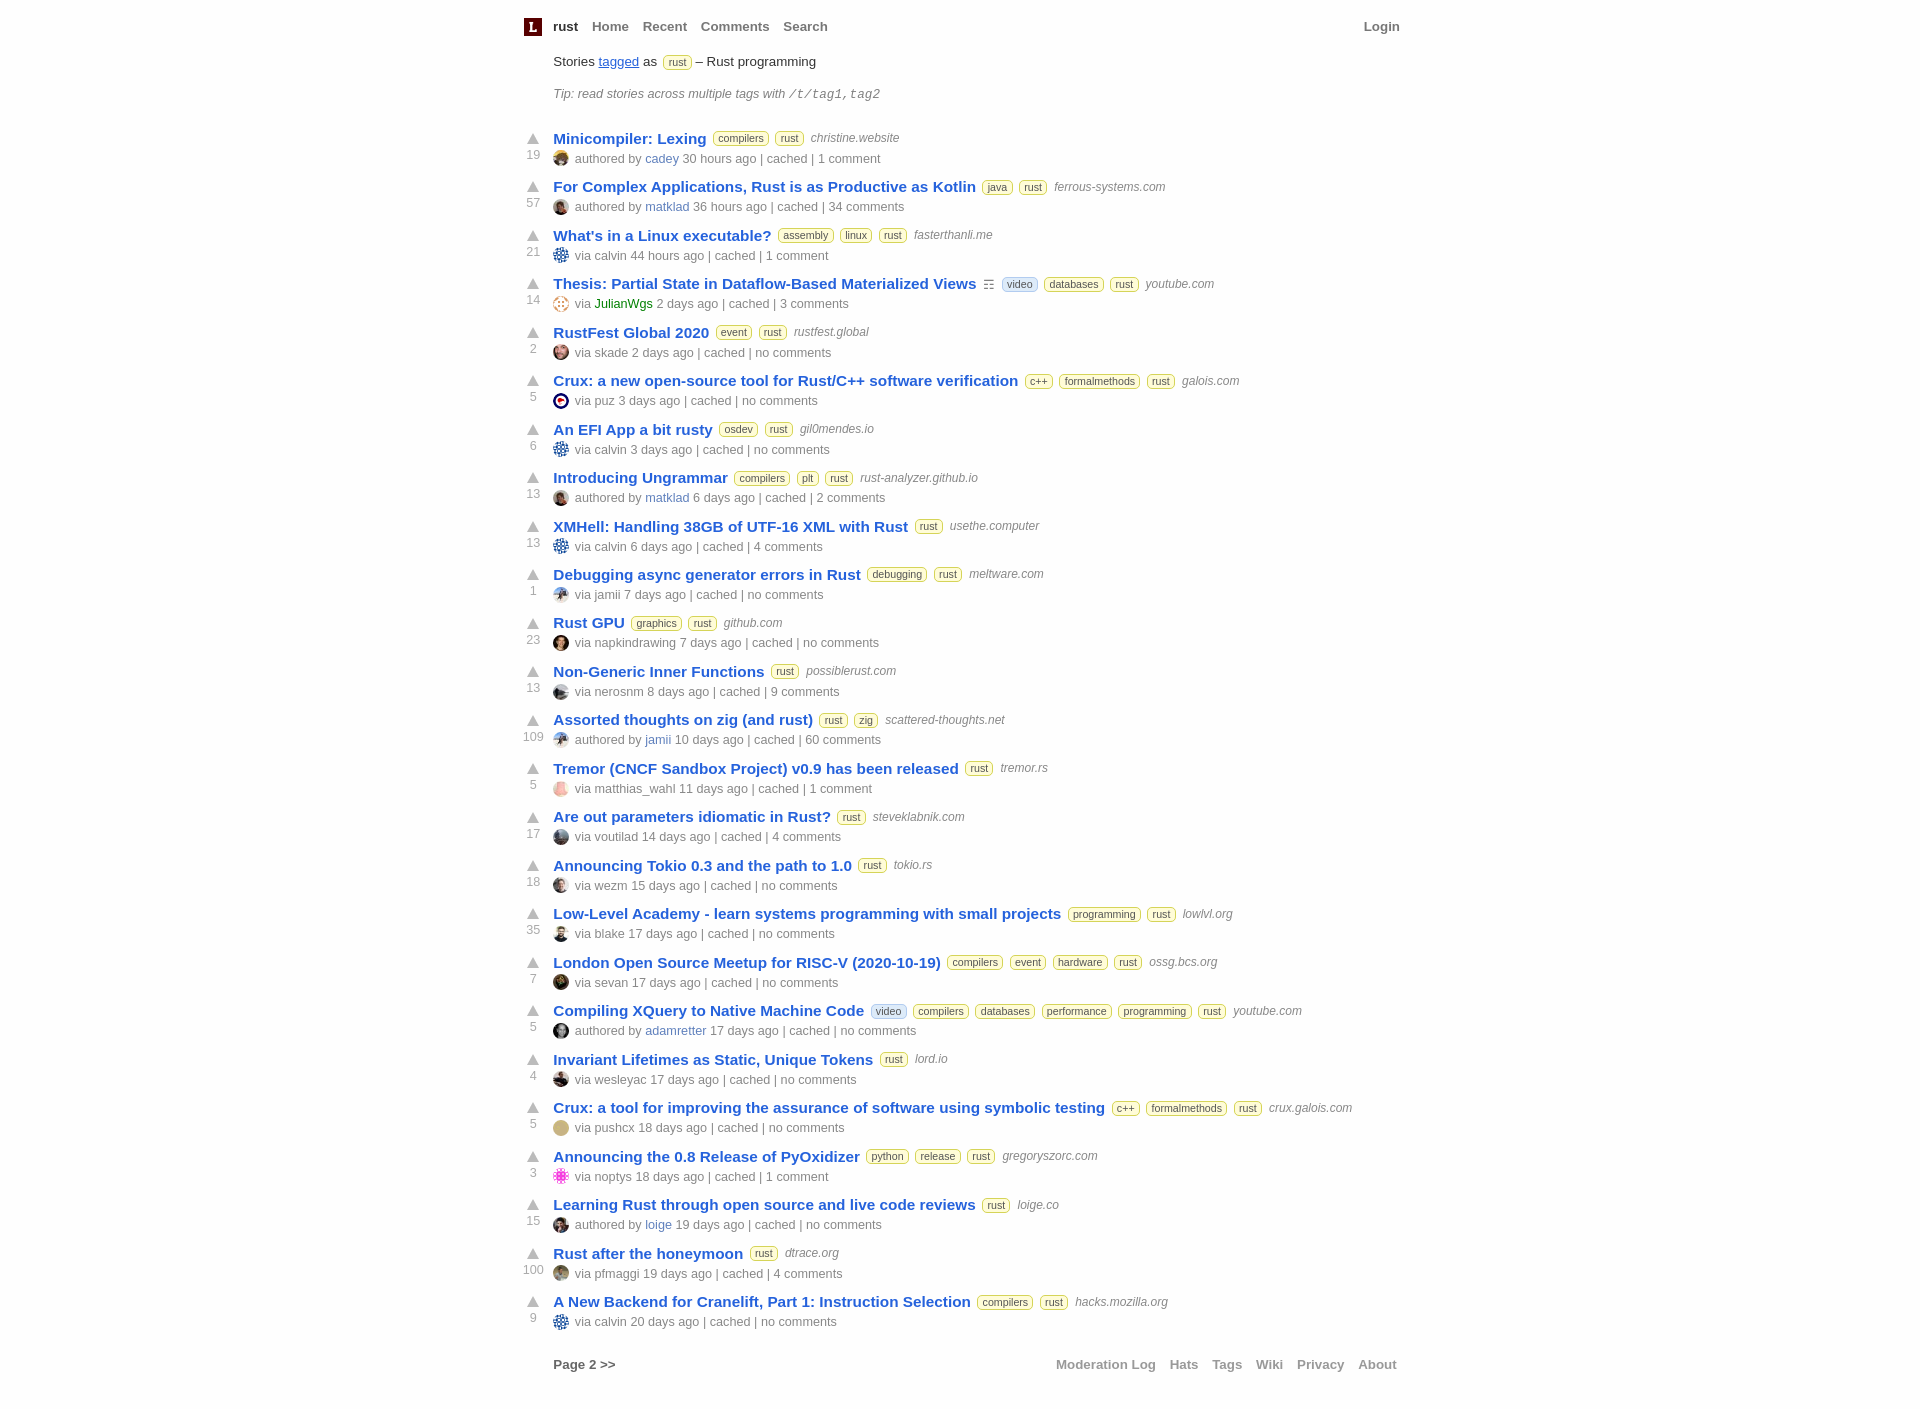 L rust Home Recent Comments Search Login
Stories tagged as rust – Rust programming
Tip: read stories across multiple tags with /t/tag1,tag2
Minicompiler: Lexing compilers rust christine.website
19 authored by cadey 30 hours ago | cached | 1 comment
For Complex Applications, Rust is as Productive as Kotlin java rust ferrous-systems.com
57 authored by matklad 36 hours ago | cached | 34 comments
What's in a Linux executable? assembly linux rust fasterthanli.me
21 via calvin 44 hours ago | cached | 1 comment
Thesis: Partial State in Dataflow-Based Materialized Views ☶ video databases rust youtube.com
14 via JulianWgs 2 days ago | cached | 3 comments
RustFest Global 2020 event rust rustfest.global
2 via skade 2 days ago | cached | no comments
Crux: a new open-source tool for Rust/C++ software verification c++ formalmethods rust galois.com
5 via puz 3 days ago | cached | no comments
An EFI App a bit rusty osdev rust gil0mendes.io
6 via calvin 3 days ago | cached | no comments
Introducing Ungrammar compilers plt rust rust-analyzer.github.io
13 authored by matklad 6 days ago | cached | 2 comments
XMHell: Handling 38GB of UTF-16 XML with Rust rust usethe.computer
13 via calvin 6 days ago | cached | 4 comments
Debugging async generator errors in Rust debugging rust meltware.com
1 via jamii 7 days ago | cached | no comments
Rust GPU graphics rust github.com
23 via napkindrawing 7 days ago | cached | no comments
Non-Generic Inner Functions rust possiblerust.com
13 via nerosnm 8 days ago | cached | 9 comments
Assorted thoughts on zig (and rust) rust zig scattered-thoughts.net
109 authored by jamii 10 days ago | cached | 60 comments
Tremor (CNCF Sandbox Project) v0.9 has been released rust tremor.rs
5 via matthias_wahl 11 days ago | cached | 1 comment
Are out parameters idiomatic in Rust? rust steveklabnik.com
17 via voutilad 14 days ago | cached | 4 comments
Announcing Tokio 0.3 and the path to 1.0 rust tokio.rs
18 via wezm 15 days ago | cached | no comments
Low-Level Academy - learn systems programming with small projects programming rust lowlvl.org
35 via blake 17 days ago | cached | no comments
London Open Source Meetup for RISC-V (2020-10-19) compilers event hardware rust ossg.bcs.org
7 via sevan 17 days ago | cached | no comments
Compiling XQuery to Native Machine Code video compilers databases performance programming rust youtube.com
5 authored by adamretter 17 days ago | cached | no comments
Invariant Lifetimes as Static, Unique Tokens rust lord.io
4 via wesleyac 17 days ago | cached | no comments
Crux: a tool for improving the assurance of software using symbolic testing c++ formalmethods rust crux.galois.com
5 via pushcx 18 days ago | cached | no comments
Announcing the 0.8 Release of PyOxidizer python release rust gregoryszorc.com
3 via noptys 18 days ago | cached | 1 comment
Learning Rust through open source and live code reviews rust loige.co
15 authored by loige 19 days ago | cached | no comments
Rust after the honeymoon rust dtrace.org
100 via pfmaggi 19 days ago | cached | 4 comments
A New Backend for Cranelift, Part 1: Instruction Selection compilers rust hacks.mozilla.org
9 via calvin 20 days ago | cached | no comments
Page 2 >> Moderation Log Hats Tags Wiki Privacy About